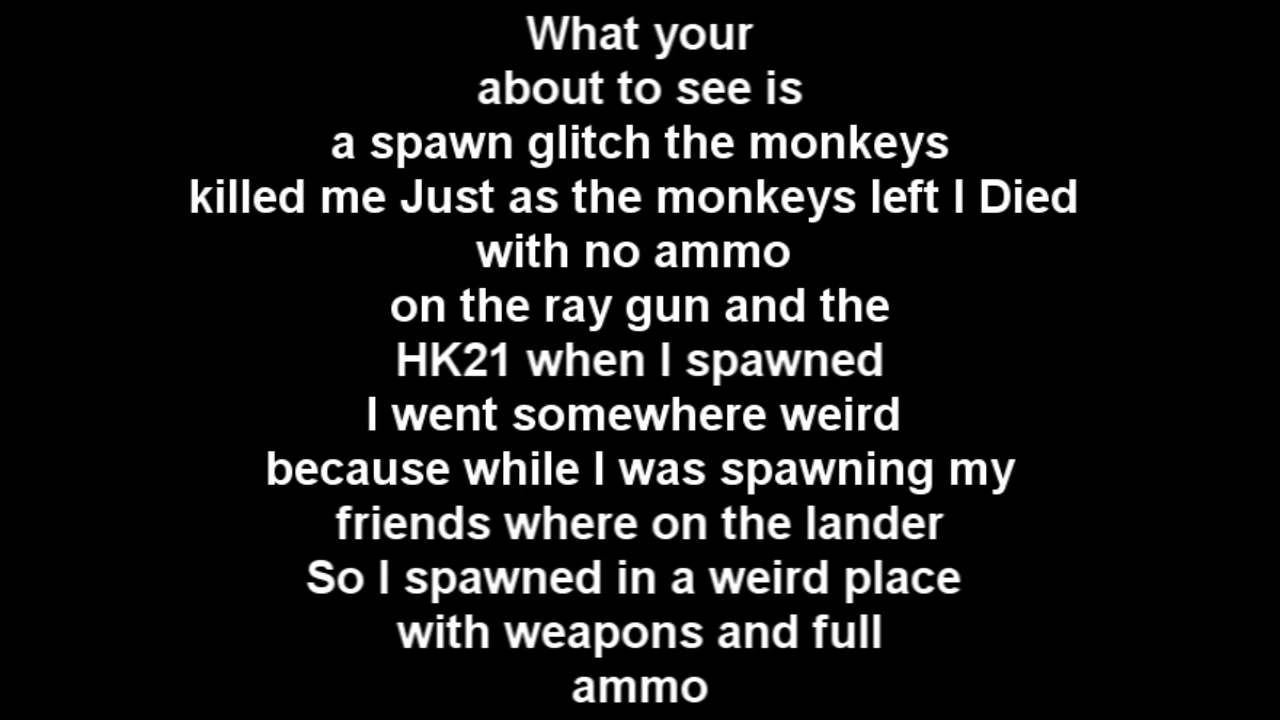 What your
about to see is
a spawn glitch the monkeys
killed me Just as the monkeys left I Died
with no ammo
on the ray gun and the
HK21 when I spawned
I went somewhere weird
because while I was spawning my
friends where on the lander
So I spawned in a weird place
with weapons and full
ammo